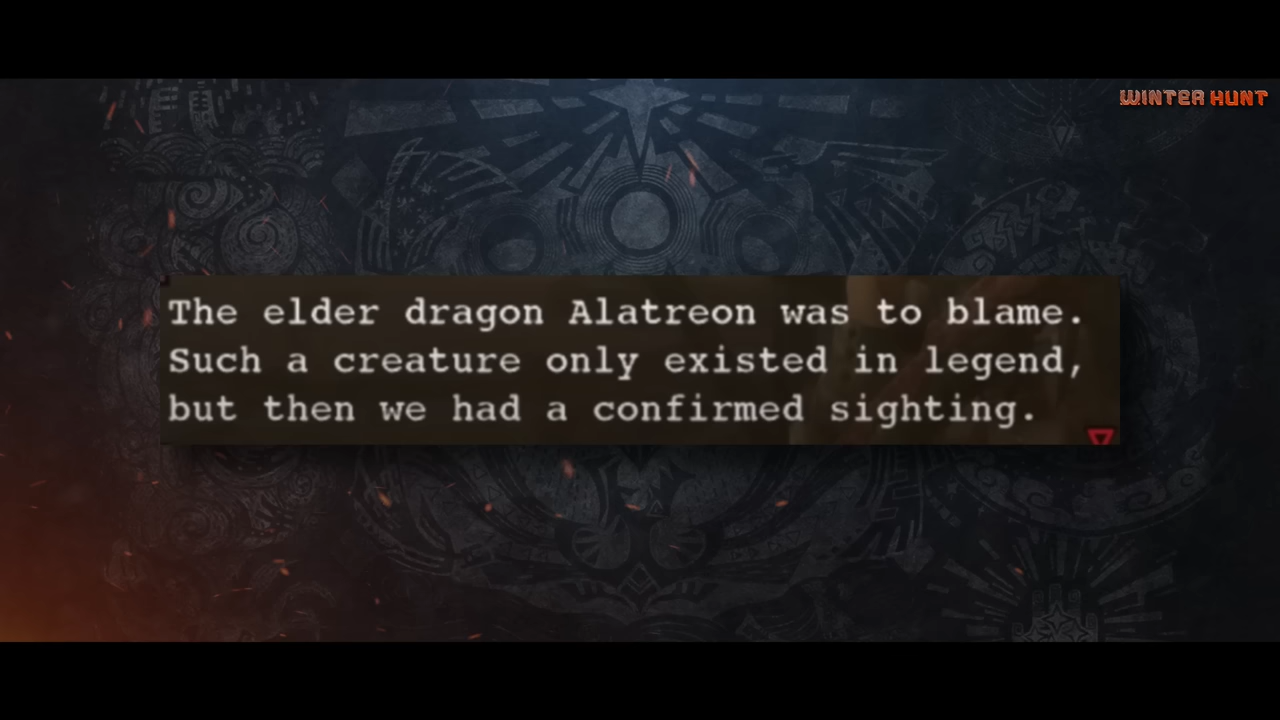 WINTER HUNT
The elder dragon Alatreon was to blame.
Such a creature only existed in legend,
but then we had a confirmed sighting.